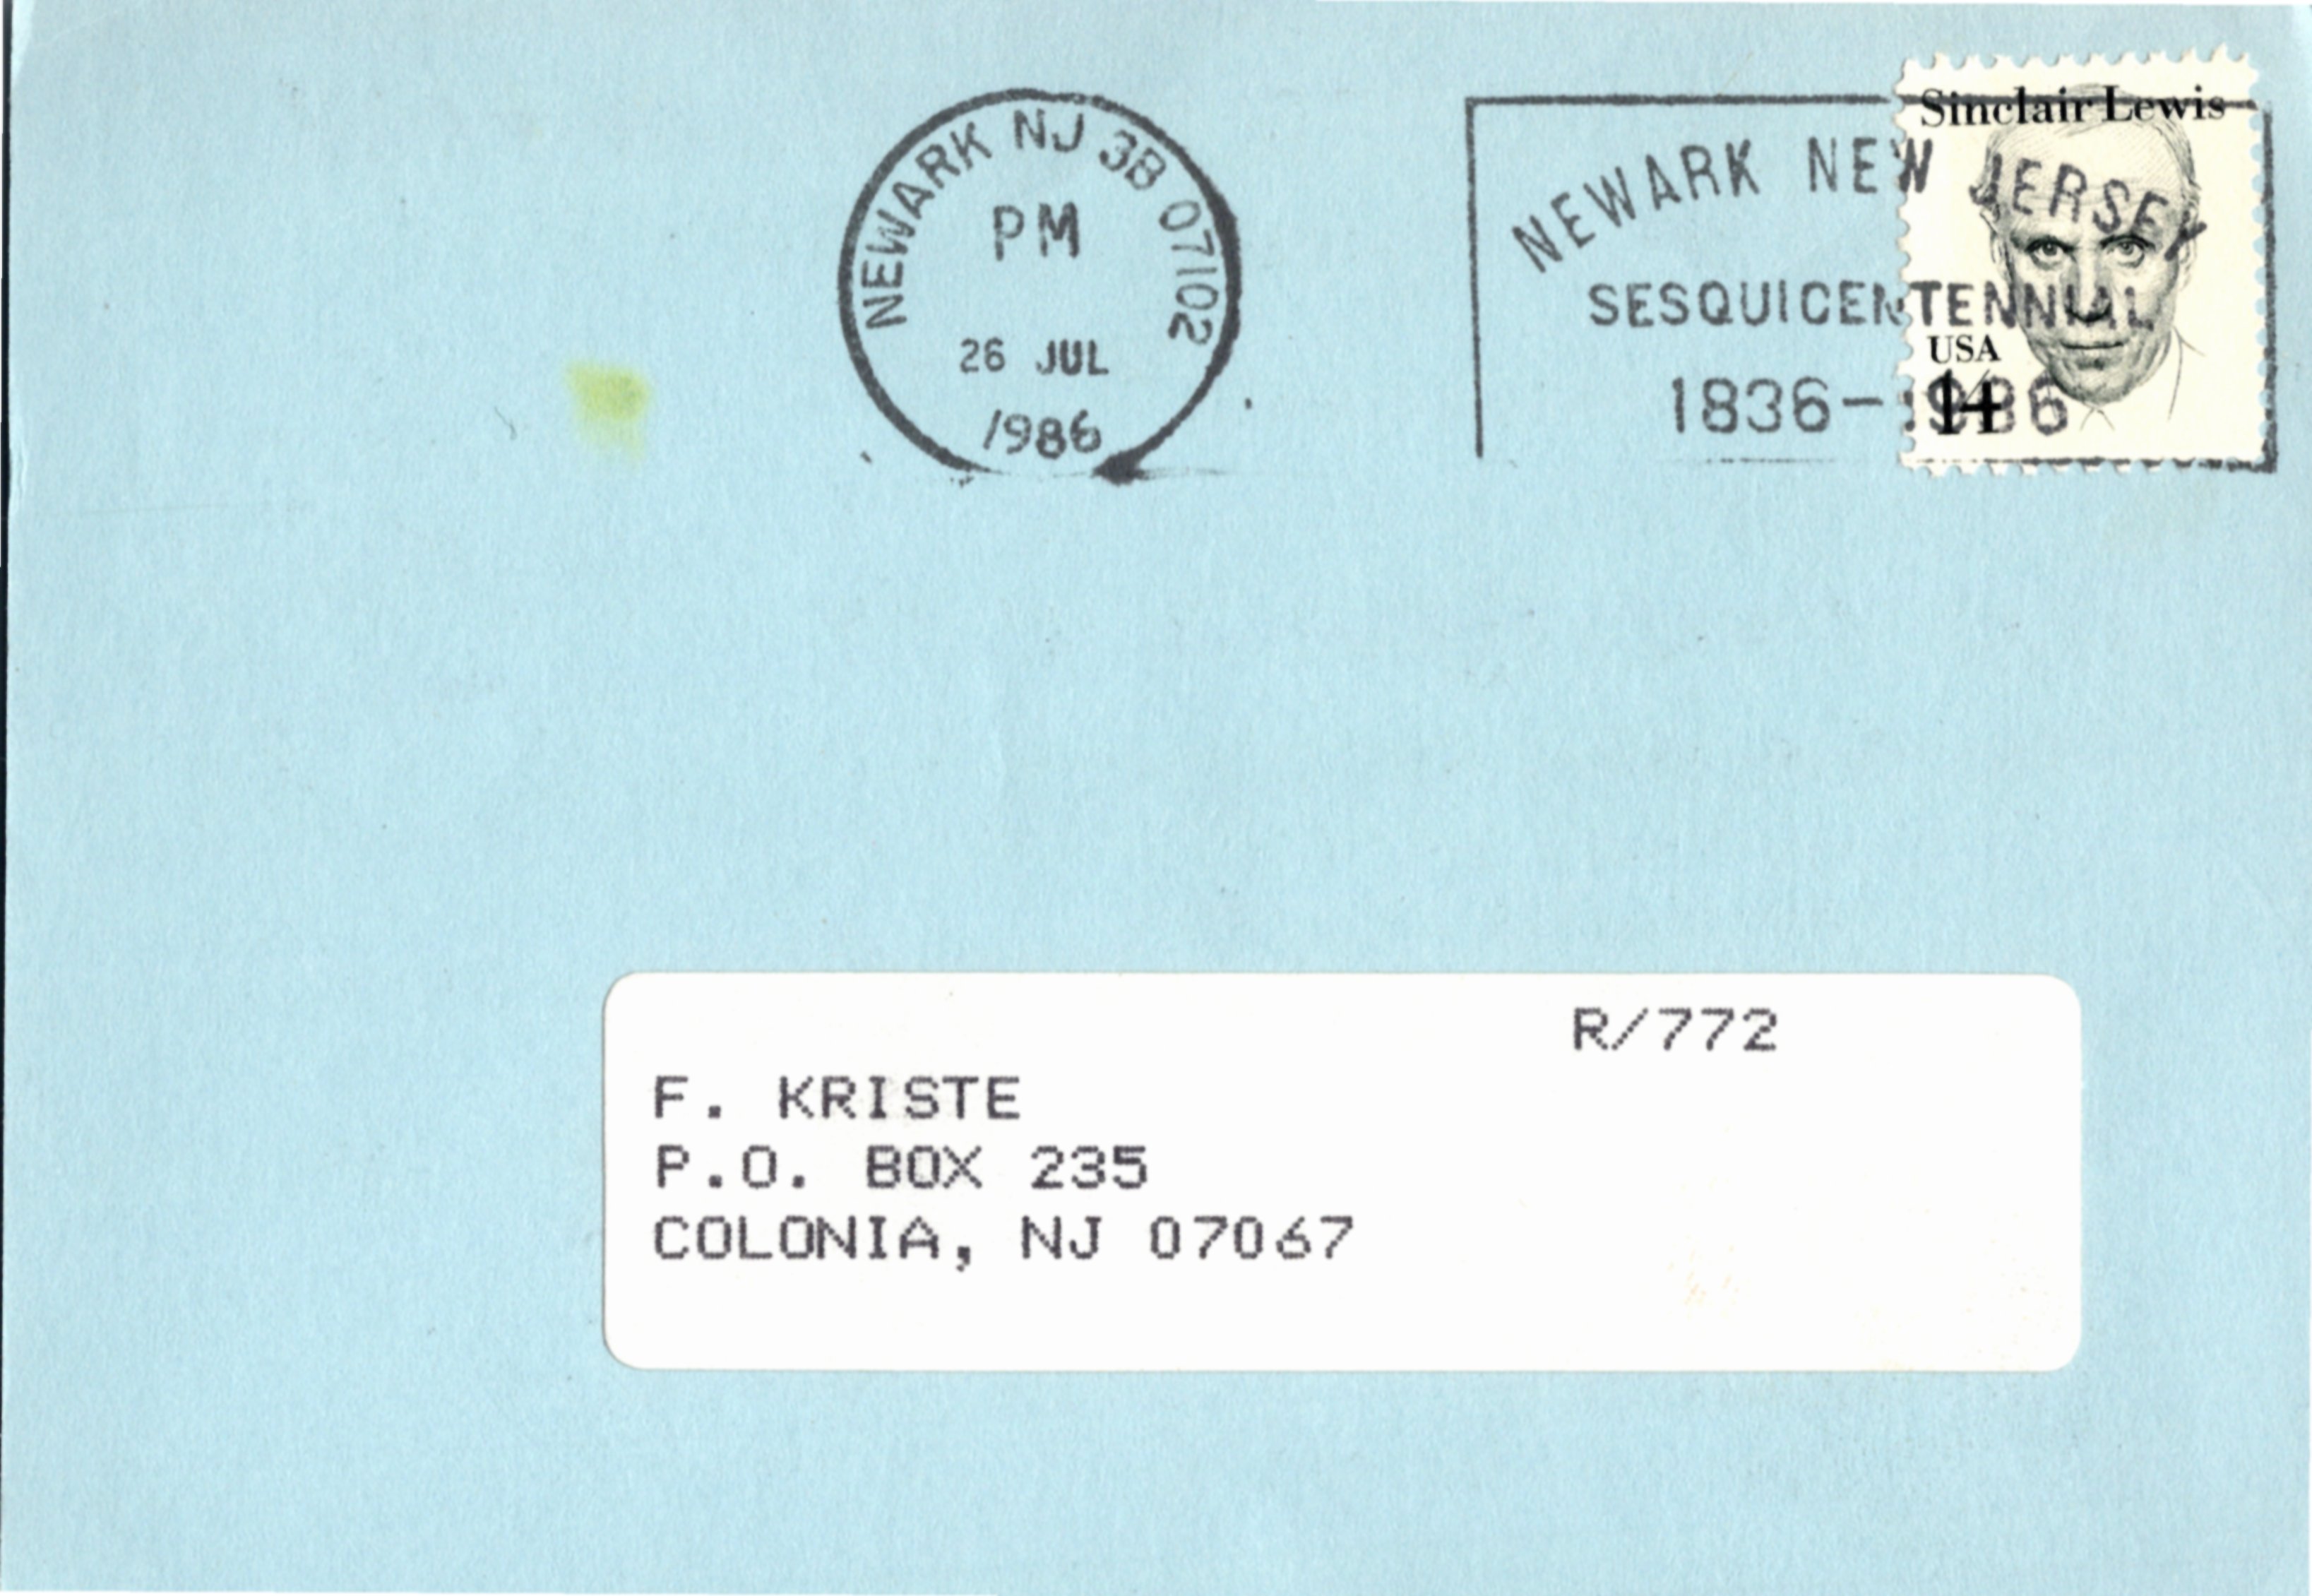 NEWARK NJ 3B 07102
PM
26 JUL
1986
NEWARK NEW JERSEY
SESQUICENTENNIAL
1836-1986
Sinclair Lewis
USA
14
R/772
F. KRISTE
P.O. BOX 235
COLONIA, NJ 07067